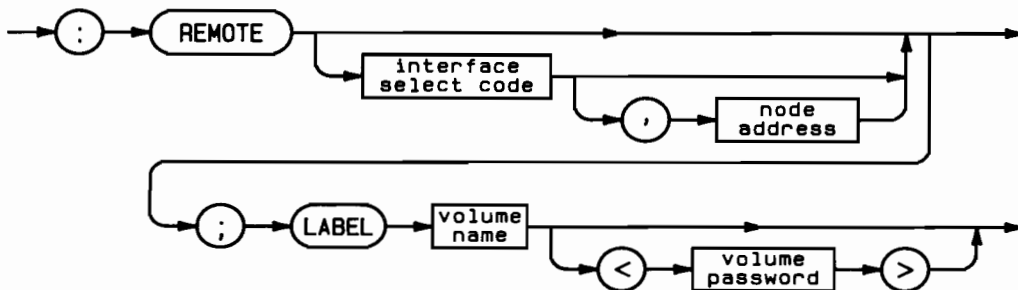 : REMOTE
interface
select code
, node
address
; LABEL volume
name
< volume
password >